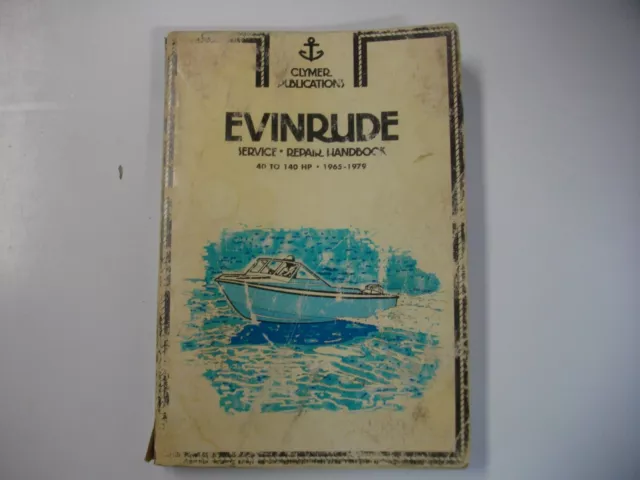 CLYMER
PUBLICATIONS
EVINRUDE
SERVICE • REPAIR HANDBOOK
40 TO 140 HP • 1965-1979